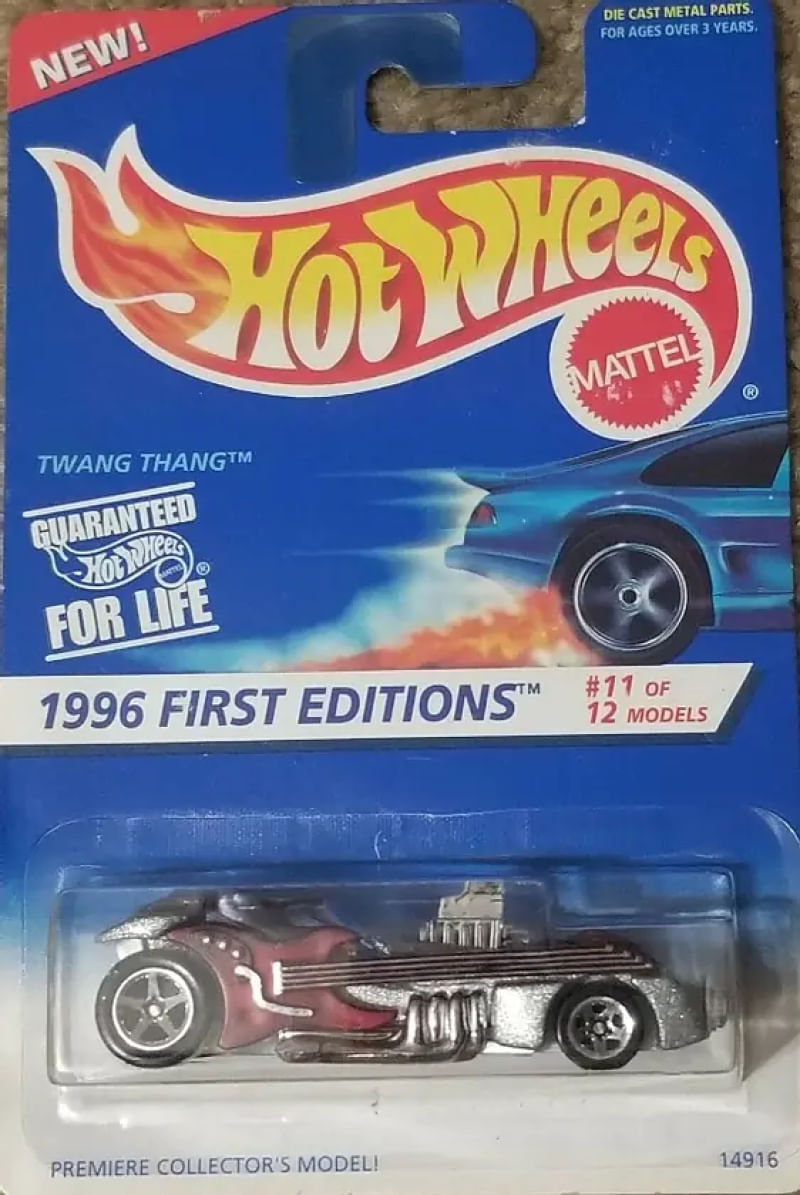 NEW!
DIE CAST METAL PARTS.
FOR AGES OVER 3 YEARS.
HOT WHEELS
MATTEL
®
TWANG THANG™
GUARANTEED
HOT WHEELS
MATTEL
®
FOR LIFE
1996 FIRST EDITIONS™
#11 OF
12 MODELS
PREMIERE COLLECTOR'S MODEL!
14916